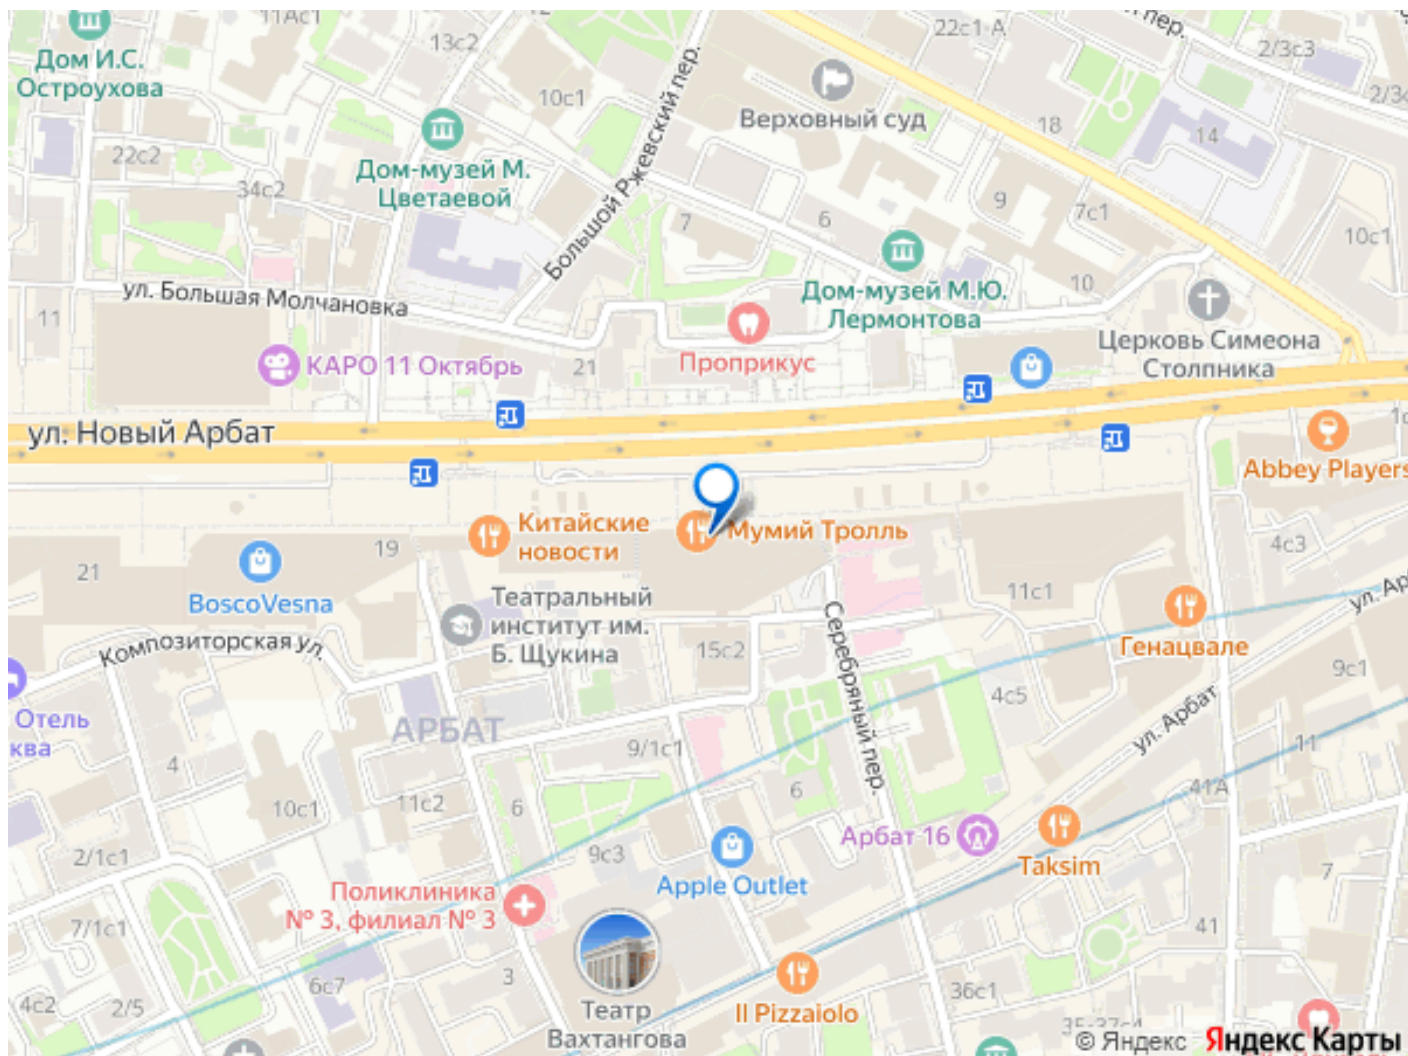 11Ас1
12
22с1-А
пер.
2/3с3
Дом И.С.
Остроухова
13с2
10с1
Верховный суд
18
14
22с2
Дом-музей М.
Цветаевой
34с2
Большой Ржевский пер.
7
6
9
7с1
10с1
Дом-музей М.Ю.
Лермонтова
10
ул. Большая Молчановка
11
Проприкус
Церковь Симеона
Столпника
КАРО 11 Октябрь
21
ул. Новый Арбат
Abbey Players
Китайские
новости
Мумий Тролль
19
21
BoscoVesna
4с3
11с1
Театральный
институт им.
Б. Щукина
Серебряный пер.
Генацвале
Композиторская ул.
15с2
9с1
4с5
Отель
ква
АРБАТ
9/1с1
ул. Арбат
11
4
10с1
11с2
6
6
41А
Арбат 16
Taksim
2/1с1
9с3
Apple Outlet
7
Поликлиника
№ 3, филиал № 3
7/1с1
41
3
6с7
4с2
2/5
Театр
Вахтангова
Il Pizzaiolo
36с1
© Яндекс Яндекс Карты